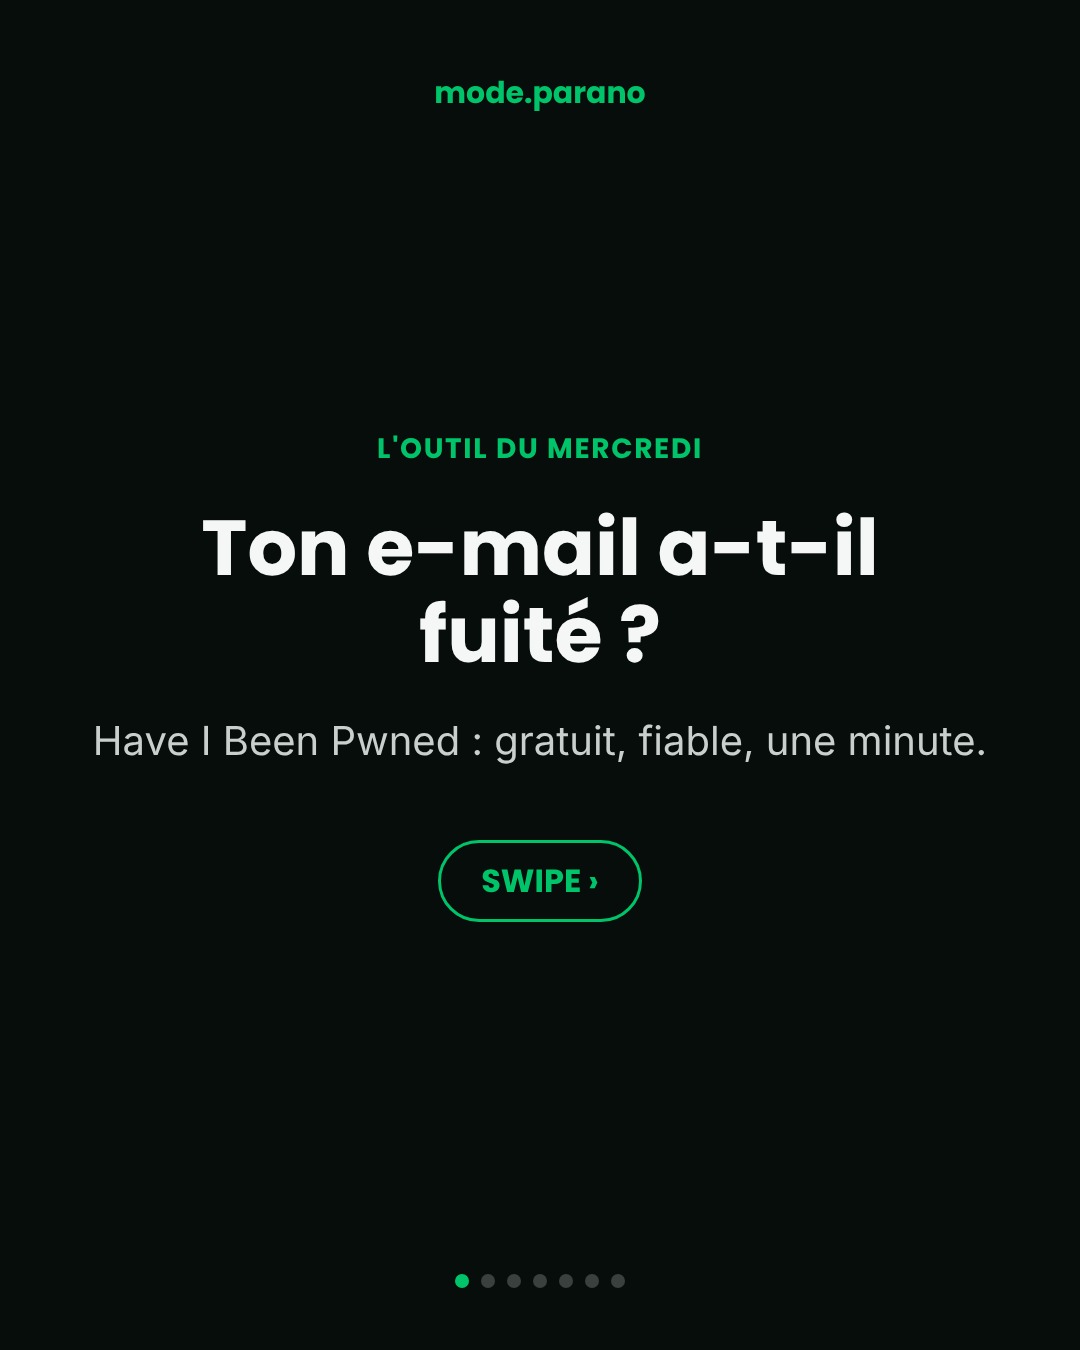 mode.parano
L'OUTIL DU MERCREDI
Ton e-mail a-t-il
fuité ?
Have I Been Pwned : gratuit, fiable, une minute.
SWIPE ›